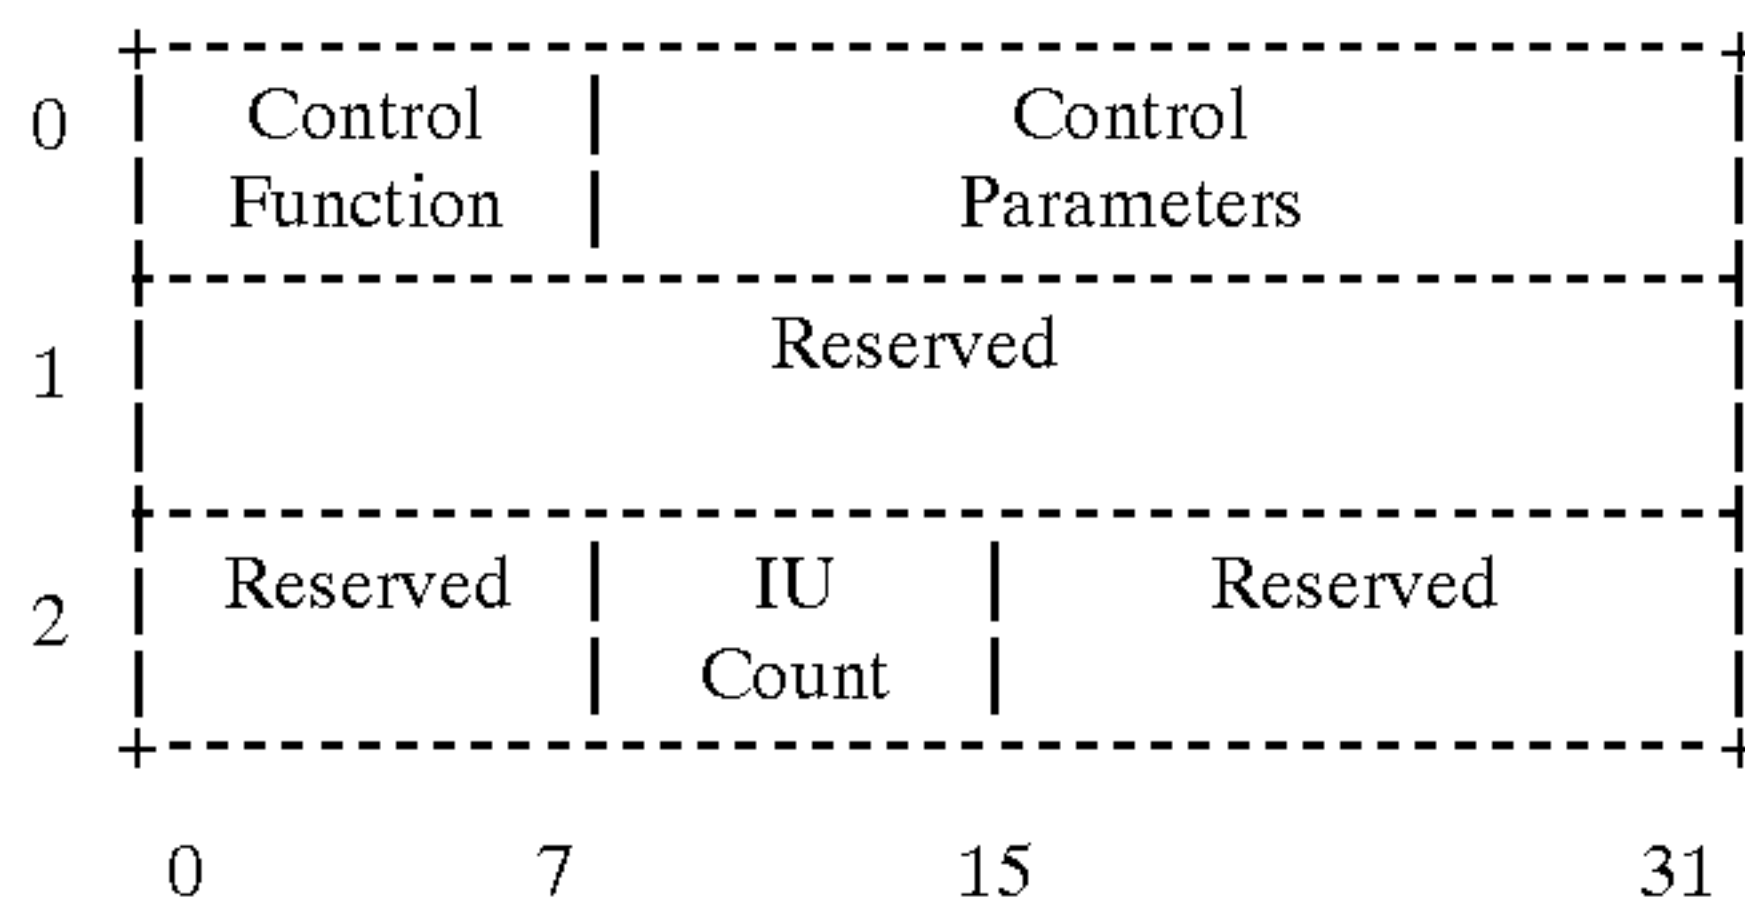 0 Control Control
Function Parameters
1 Reserved
2 Reserved IU Reserved
Count
0 7 15 31